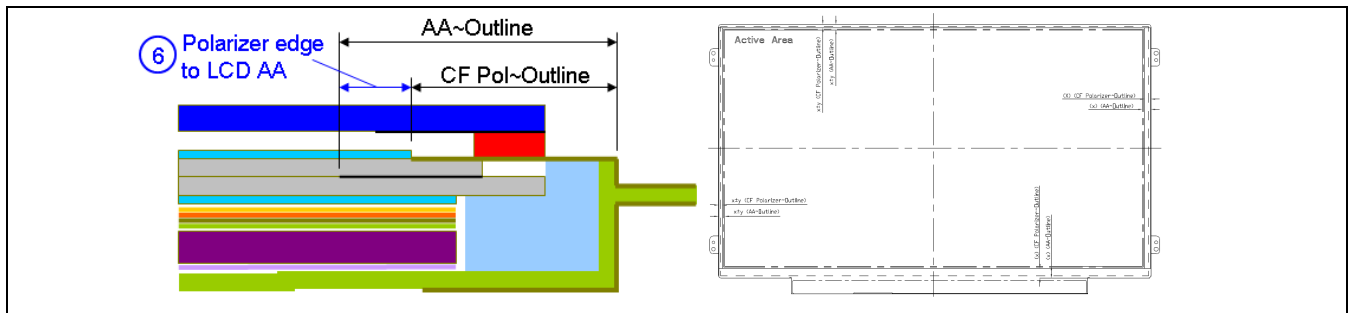 AA~Outline
6
Polarizer edge
to LCD AA
CF Pol~Outline
Active Area
x±y (CF Polarizer-Outline)
x±y (AA-Outline)
(X) (CF Polarizer-Outline)
(x) (AA-Outline)
x±y (CF Polarizer-Outline)
x±y (AA-Outline)
(x) (CF Polarizer-Outline)
(x) (AA-Outline)